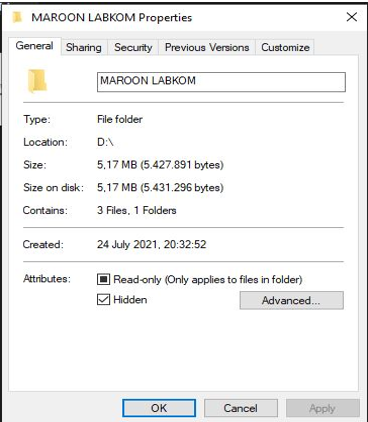 MAROON LABKOM Properties
General Sharing Security Previous Versions Customize
MAROON LABKOM
Type: File folder
Location: D:\
Size: 5,17 MB (5.427.891 bytes)
Size on disk: 5,17 MB (5.431.296 bytes)
Contains: 3 Files, 1 Folders
Created: 24 July 2021, 20:32:52
Attributes: Read-only (Only applies to files in folder)
Hidden Advanced...
OK Cancel Apply